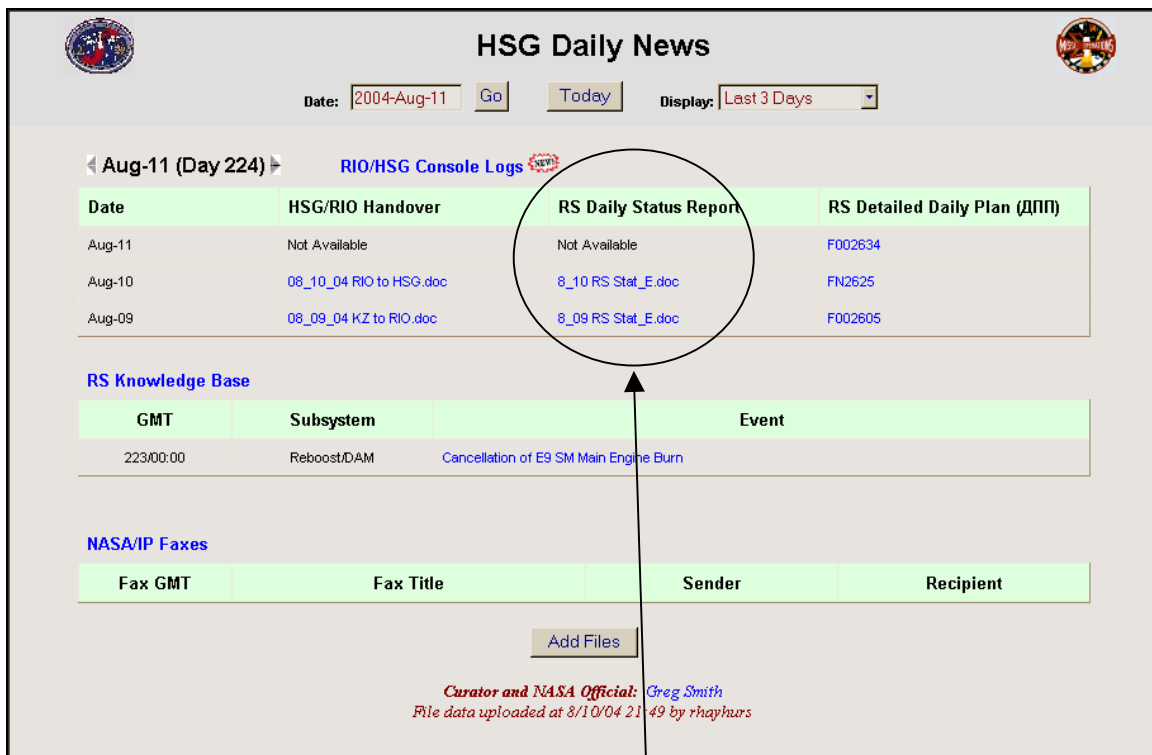 HSG Daily News
Date: 2004-Aug-11 Go Today Display: Last 3 Days
Aug-11 (Day 224) RIO/HSG Console Logs NEW!
Date HSG/RIO Handover RS Daily Status Report RS Detailed Daily Plan (ДПП)
Aug-11 Not Available Not Available F002634
Aug-10 08_10_04 RIO to HSG.doc 8_10 RS Stat_E.doc FN2625
Aug-09 08_09_04 KZ to RIO.doc 8_09 RS Stat_E.doc F002605
RS Knowledge Base
GMT Subsystem Event
223/00:00 Reboost/DAM Cancellation of E9 SM Main Engine Burn
NASA/IP Faxes
Fax GMT Fax Title Sender Recipient
Add Files
Curator and NASA Official: Greg Smith
File data uploaded at 8/10/04 21:49 by rhayhurs